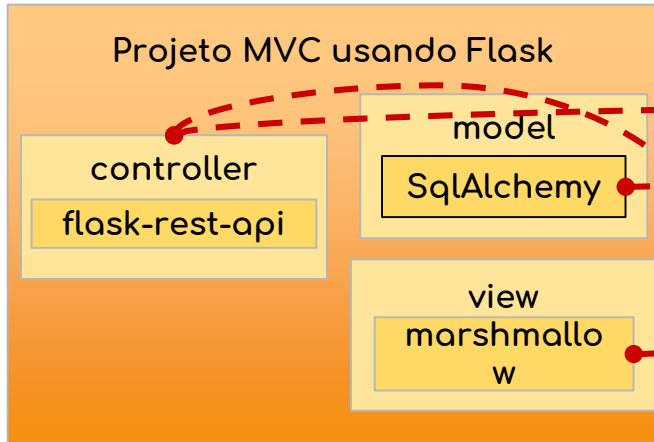 Projeto MVC usando Flask
controller
flask-rest-api
model
SqlAlchemy
view
marshmallo
w